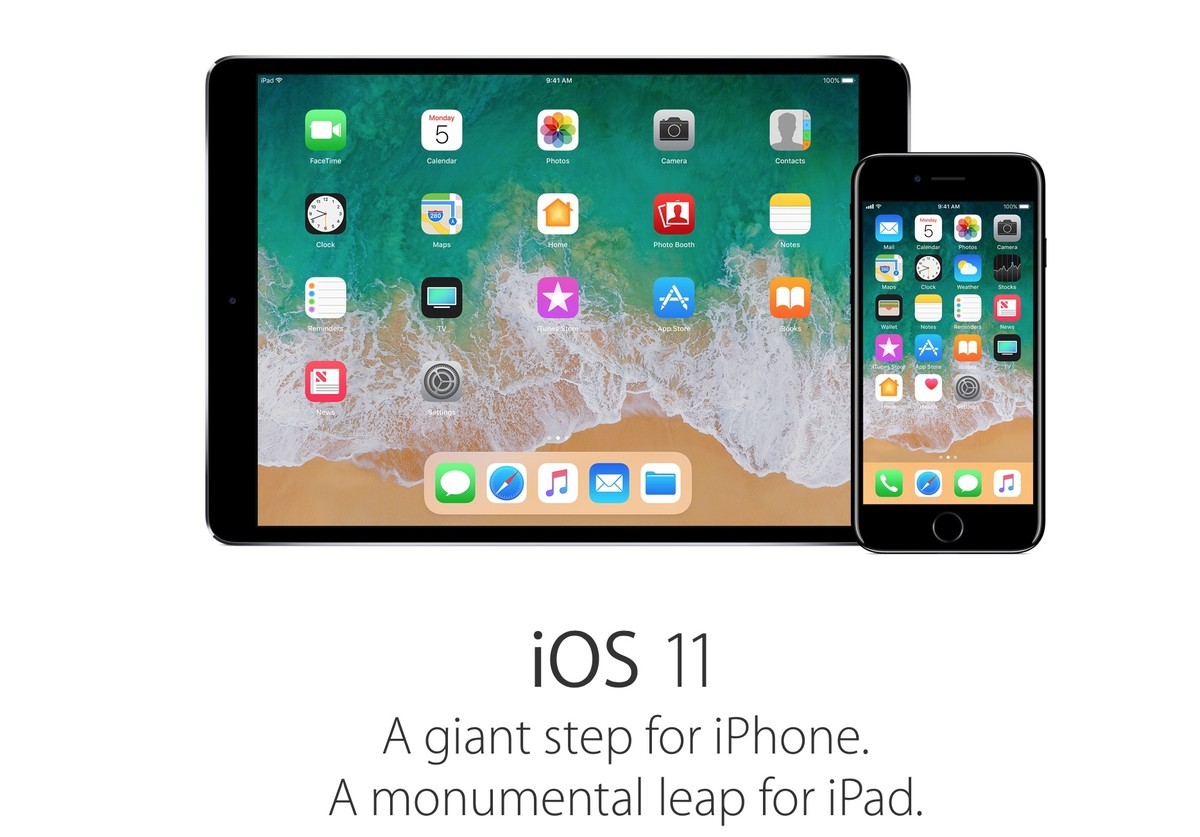 iPad 9:41 AM 100%
FaceTime Calendar Photos Camera Contacts
Monday
5
Clock Maps Home Photo Booth Notes
280
Reminders TV iTunes Store App Store iBooks
News Settings
9:41 AM 100%
Monday
5
Mail Calendar Photos Camera
Maps Clock Weather Stocks
Wallet Notes Reminders News
iTunes Store App Store iBooks TV
Home Health Settings
iOS 11
A giant step for iPhone.
A monumental leap for iPad.